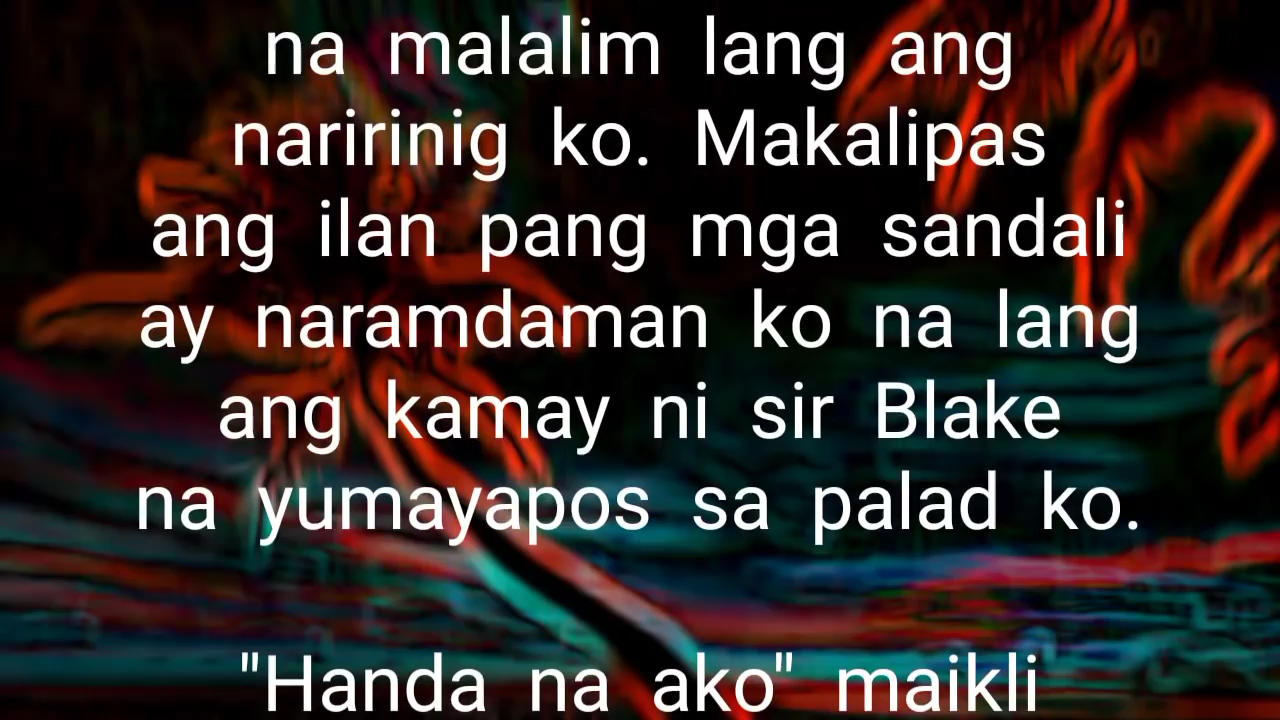 na malalim lang ang
naririnig ko. Makalipas
ang ilan pang mga sandali
ay naramdaman ko na lang
ang kamay ni sir Blake
na yumayapos sa palad ko.
"Handa na ako" maikli